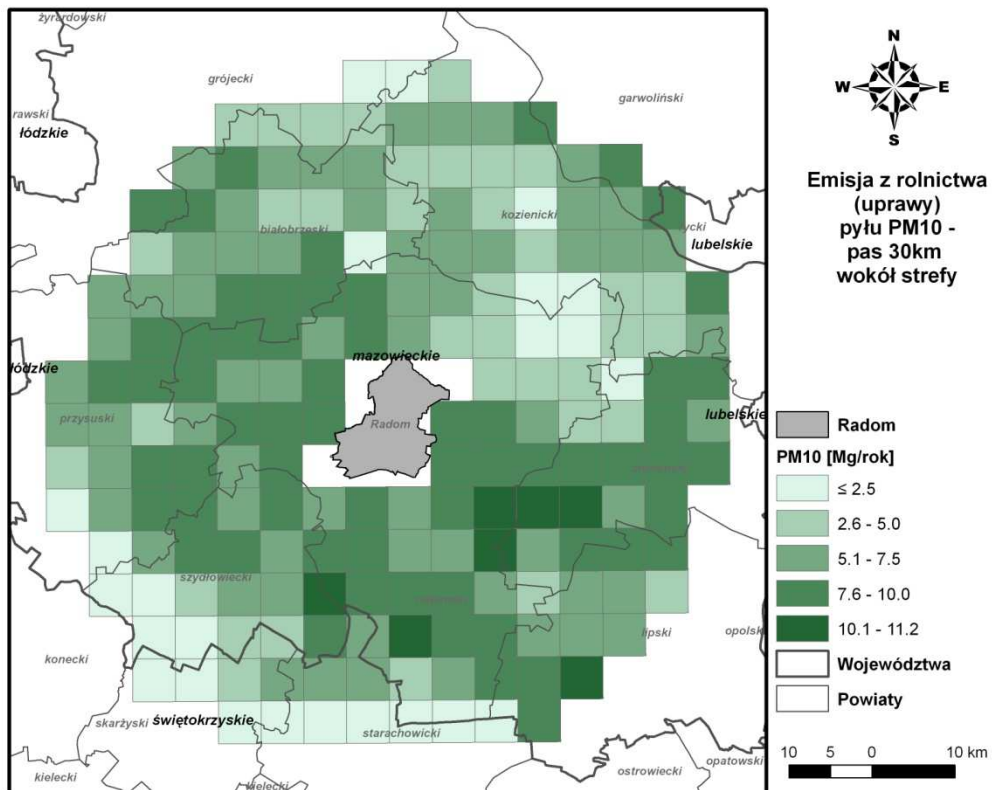 żyrardowski
grójecki
garwoliński
rawski
łódzkie
kozienicki
białobrzeski
rycki
lubelskie
mazowieckie
łódzkie
przysuski
Radom
lubelskie
szydłowiecki
lipski
opolski
konecki
skarżyski
świętokrzyskie
starachowicki
kielecki
kielecki
ostrowiecki
opatowski
N
W
E
S
Emisja z rolnictwa
(uprawy)
pyłu PM10 -
pas 30km
wokół strefy
Radom
PM10 [Mg/rok]
≤ 2.5
2.6 - 5.0
5.1 - 7.5
7.6 - 10.0
10.1 - 11.2
Województwa
Powiaty
10 5 0 10 km